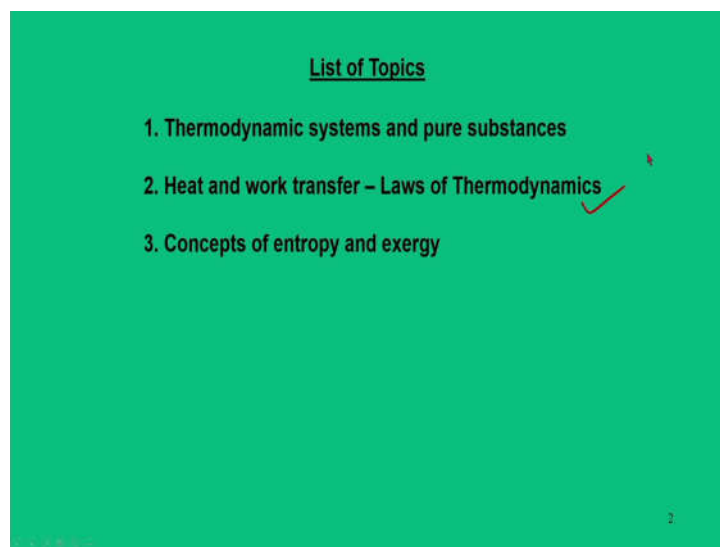 List of Topics
1. Thermodynamic systems and pure substances
2. Heat and work transfer – Laws of Thermodynamics
3. Concepts of entropy and exergy
2